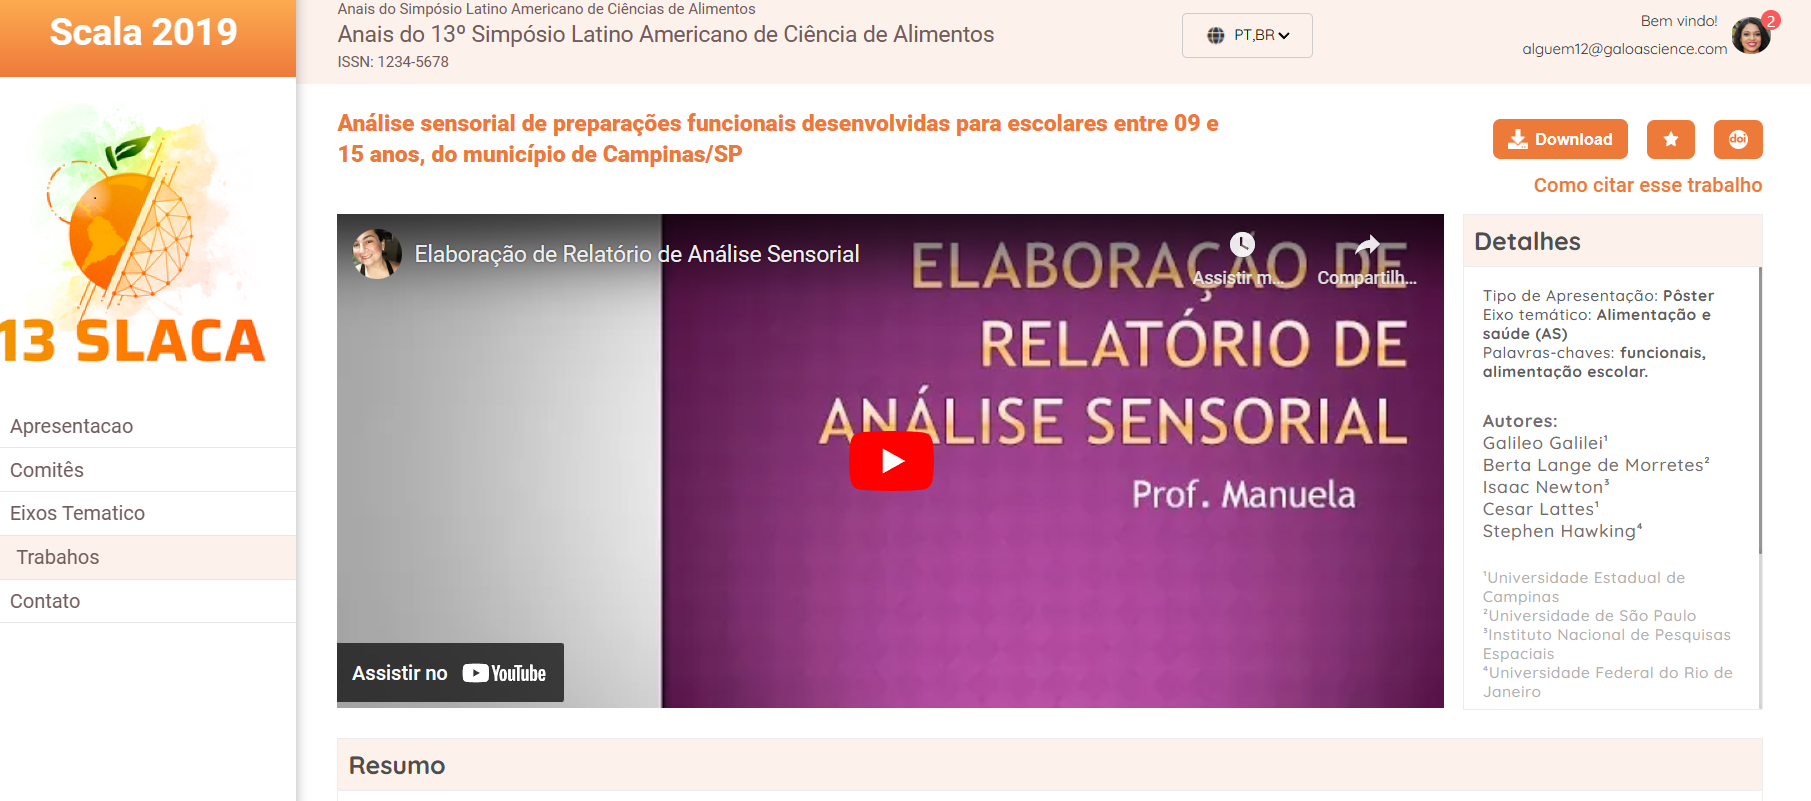 Scala 2019
13 SLACA
Apresentacao
Comitês
Eixos Tematico
Trabahos
Contato
Anais do Simpósio Latino Americano de Ciências de Alimentos
Anais do 13º Simpósio Latino Americano de Ciência de Alimentos
ISSN: 1234-5678
PT,BR
Bem vindo!
alguem12@galoascience.com
2
Análise sensorial de preparações funcionais desenvolvidas para escolares entre 09 e
15 anos, do município de Campinas/SP
Download
doi
Como citar esse trabalho
Elaboração de Relatório de Análise Sensorial
Assistir m...
Compartilh...
ELABORAÇÃO DE
RELATÓRIO DE
ANÁLISE SENSORIAL
Prof. Manuela
Assistir no YouTube
Detalhes
Tipo de Apresentação: Pôster
Eixo temático: Alimentação e
saúde (AS)
Palavras-chaves: funcionais,
alimentação escolar.
Autores:
Galileo Galilei¹
Berta Lange de Morretes²
Isaac Newton³
Cesar Lattes¹
Stephen Hawking⁴
¹Universidade Estadual de
Campinas
²Universidade de São Paulo
³Instituto Nacional de Pesquisas
Espaciais
⁴Universidade Federal do Rio de
Janeiro
Resumo